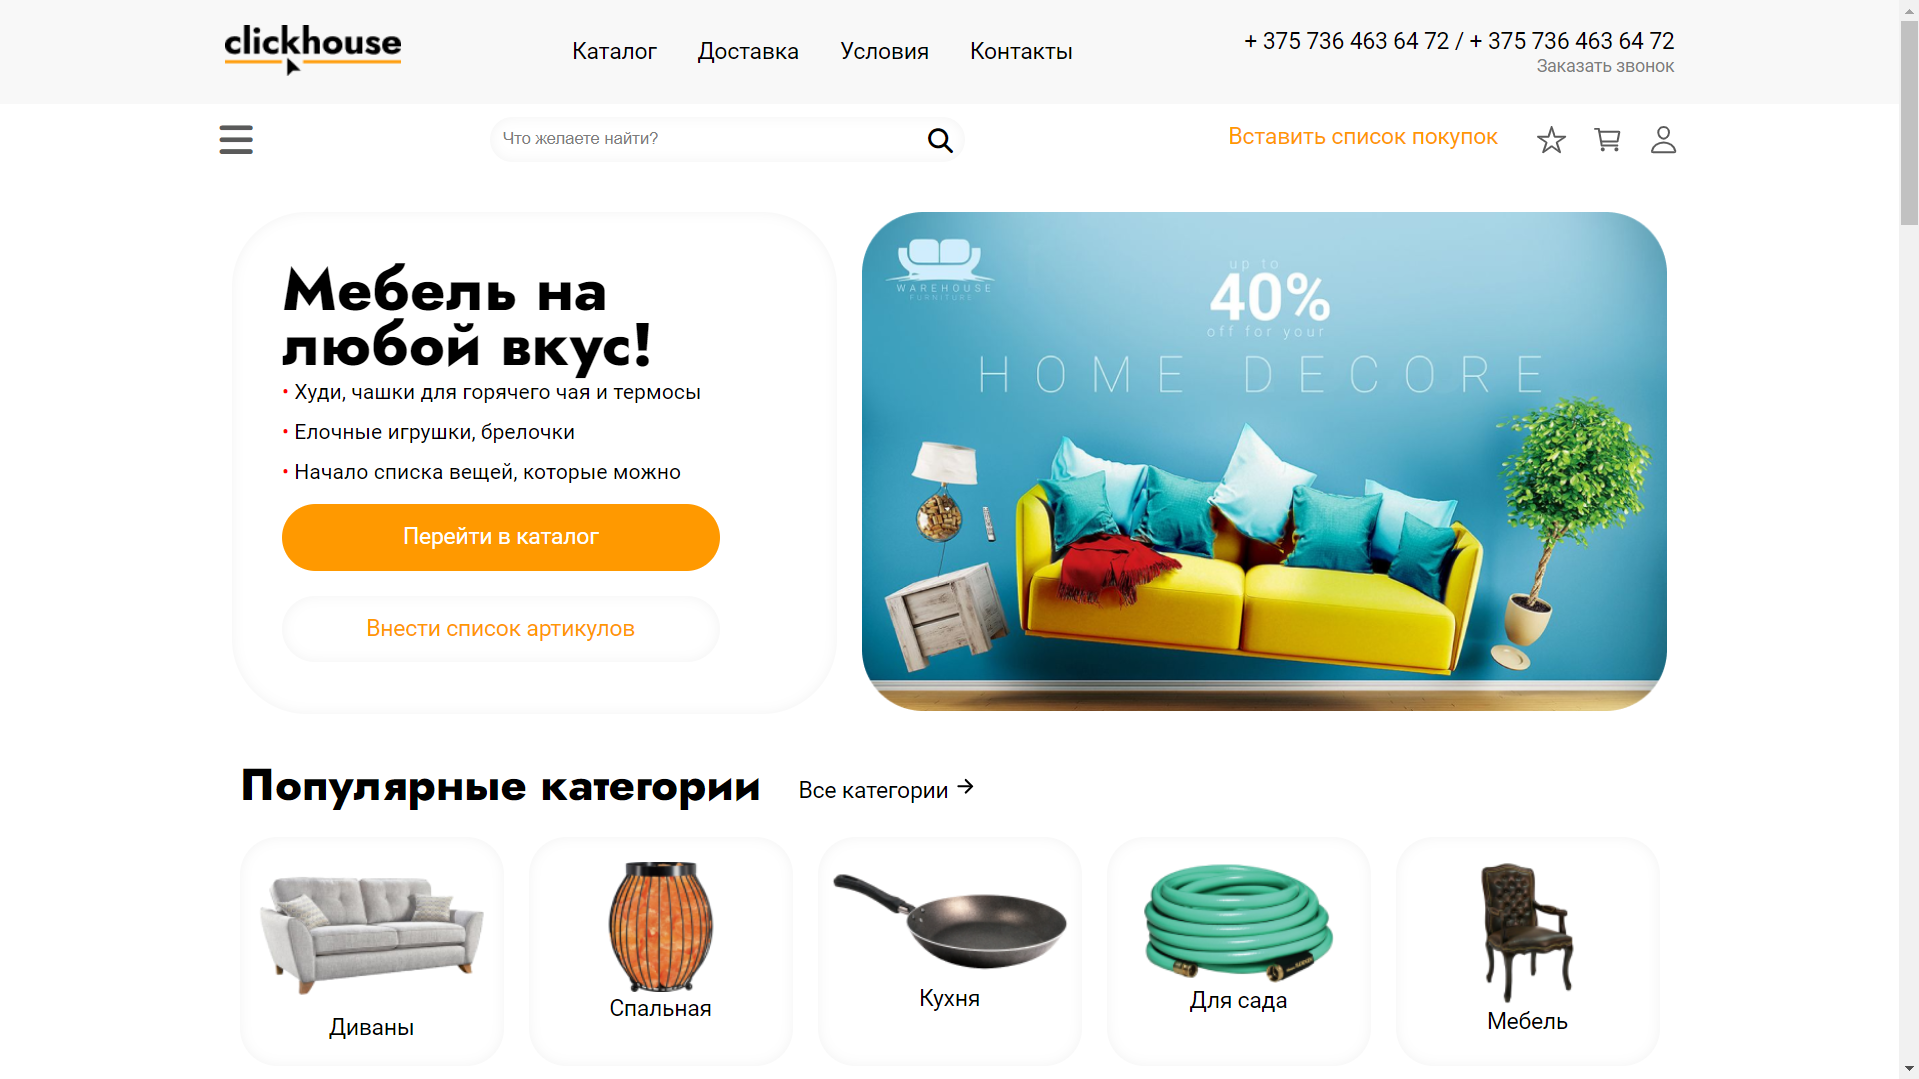 clickhouse
Каталог
Доставка
Условия
Контакты
+ 375 736 463 64 72 / + 375 736 463 64 72
Заказать звонок
Что желаете найти?
Вставить список покупок
Мебель на
любой вкус!
• Худи, чашки для горячего чая и термосы
• Елочные игрушки, брелочки
• Начало списка вещей, которые можно
Перейти в каталог
Внести список артикулов
WAREHOUSE
FURNITURE
up to
40%
off for your
HOME DECORE
Популярные категории
Все категории →
Диваны
Спальная
Кухня
Для сада
Мебель